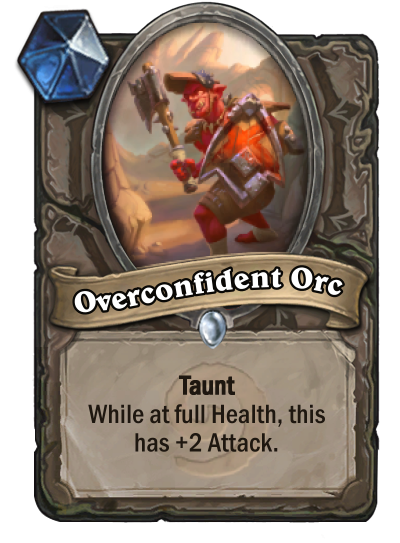 Overconfident Orc
Taunt
While at full Health, this
has +2 Attack.